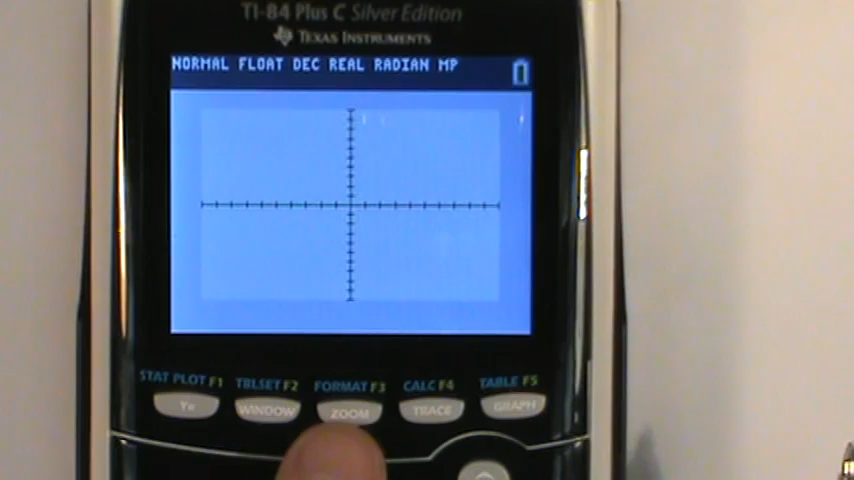 TI-84 Plus C Silver Edition
TEXAS INSTRUMENTS
NORMAL FLOAT DEC REAL RADIAN MP
STAT PLOT F1 TBLSET F2 FORMAT F3 CALC F4 TABLE F5
Y= WINDOW ZOOM TRACE GRAPH